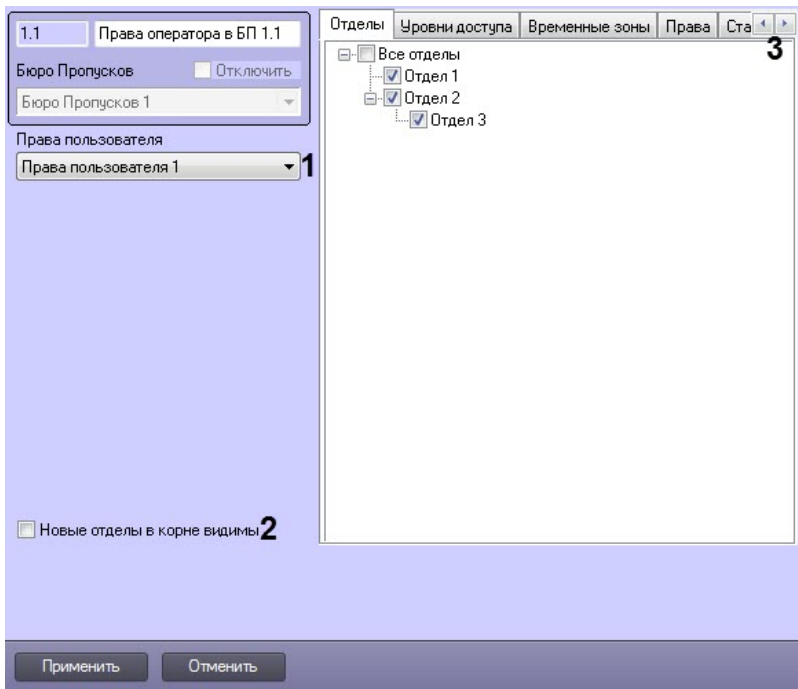 1.1 Права оператора в БП 1.1
Бюро Пропусков Отключить
Бюро Пропусков 1
Права пользователя
Права пользователя 1 1
Новые отделы в корне видимы 2
Отделы Уровни доступа Временные зоны Права Ста
3
Все отделы
Отдел 1
Отдел 2
Отдел 3
Применить Отменить